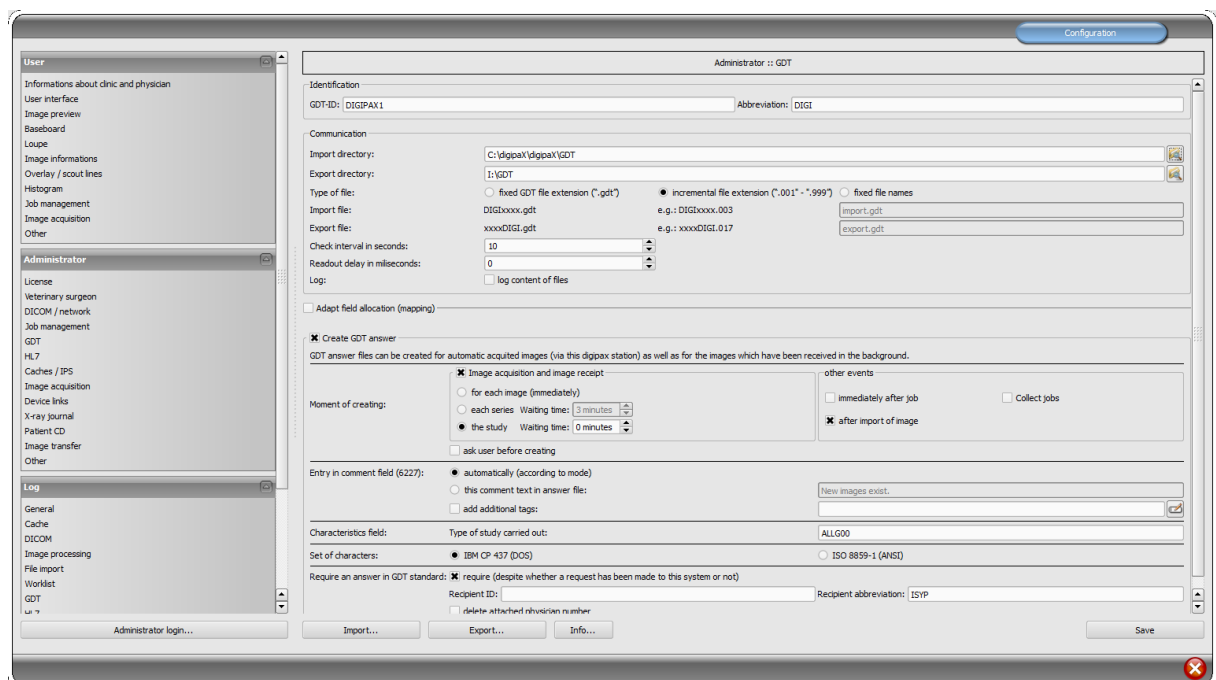 Configuration
User
Informations about clinic and physician
User interface
Image preview
Baseboard
Loupe
Image informations
Overlay / scout lines
Histogram
Job management
Image acquisition
Other
Administrator
License
Veterinary surgeon
DICOM / network
Job management
GDT
HL7
Caches / IPS
Image acquisition
Device links
X-ray journal
Patient CD
Image transfer
Other
Log
General
Cache
DICOM
Image processing
File import
Worklist
GDT
HL7
Administrator login...
Administrator :: GDT
Identification
GDT-ID: DIGIPAX1 Abbreviation: DIGI
Communication
Import directory: C:\digipaX\digipaX\GDT
Export directory: I:\GDT
Type of file: fixed GDT file extension (".gdt") incremental file extension (".001" - ".999") fixed file names
Import file: DIGIxxxx.gdt e.g.: DIGIxxxx.003 import.gdt
Export file: xxxxDIGI.gdt e.g.: xxxxDIGI.017 export.gdt
Check interval in seconds: 10
Readout delay in miliseconds: 0
Log: log content of files
Adapt field allocation (mapping)
Create GDT answer
GDT answer files can be created for automatic acquited images (via this digipax station) as well as for the images which have been received in the background.
Moment of creating:
Image acquisition and image receipt
for each image (immediately)
each series Waiting time: 3 minutes
the study Waiting time: 0 minutes
other events
immediately after job Collect jobs
after import of image
ask user before creating
Entry in comment field (6227): automatically (according to mode)
this comment text in answer file: New images exist.
add additional tags:
Characteristics field: Type of study carried out: ALLG00
Set of characters: IBM CP 437 (DOS) ISO 8859-1 (ANSI)
Require an answer in GDT standard: require (despite whether a request has been made to this system or not)
Recipient ID: Recipient abbreviation: ISYP
delete attached physician number
Import... Export... Info... Save